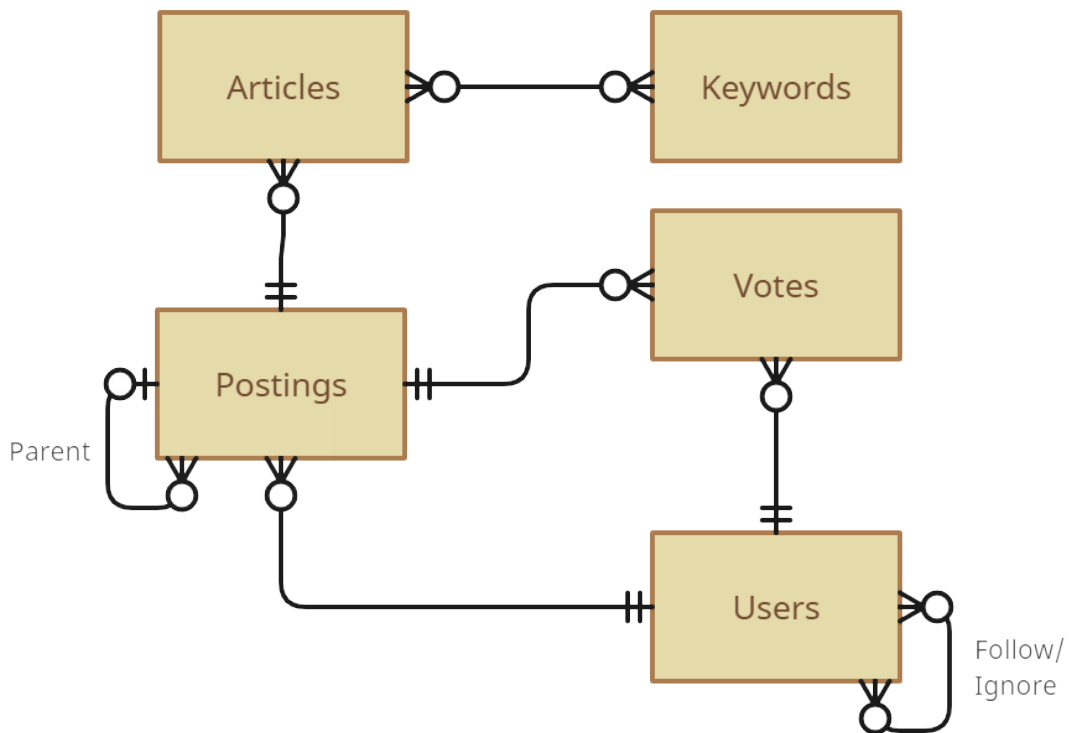 Articles
Keywords
Votes
Postings
Parent
Users
Follow/
Ignore